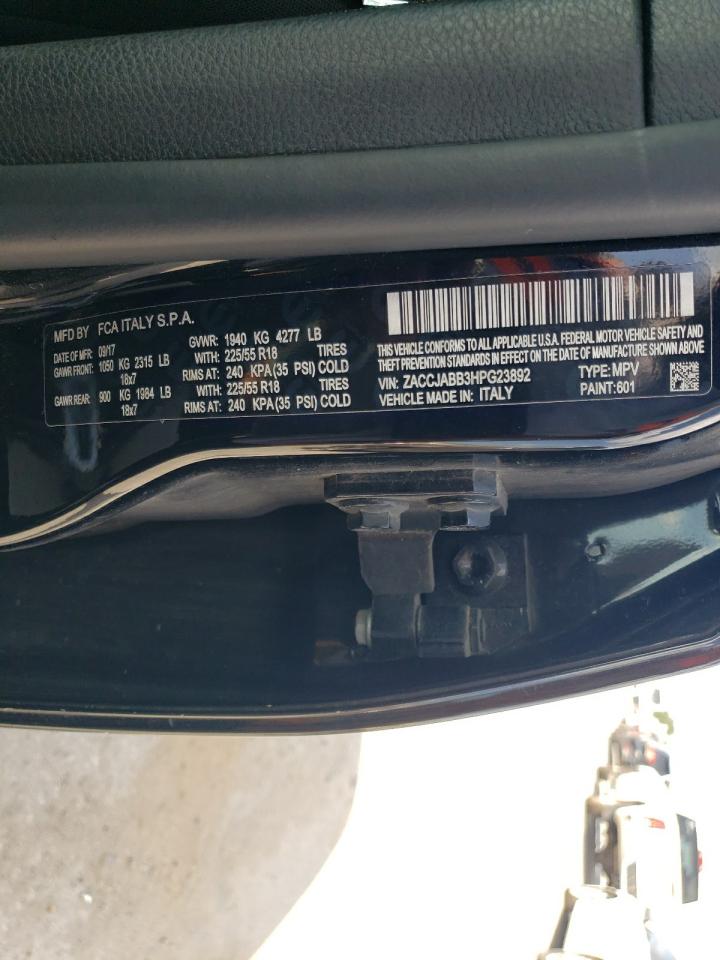 MFD BY FCA ITALY S.P.A.
DATE OF MFR: 09/17 GVWR: 1940 KG 4277 LB
GAWR FRONT: 1050 KG 2315 LB WITH: 225/55 R18 TIRES
18x7 RIMS AT: 240 KPA (35 PSI) COLD
GAWR REAR: 900 KG 1984 LB WITH: 225/55 R18 TIRES
18x7 RIMS AT: 240 KPA (35 PSI) COLD
THIS VEHICLE CONFORMS TO ALL APPLICABLE U.S.A. FEDERAL MOTOR VEHICLE SAFETY AND
THEFT PREVENTION STANDARDS IN EFFECT ON THE DATE OF MANUFACTURE SHOWN ABOVE
VIN: ZACCJABB3HPG23892 TYPE: MPV
VEHICLE MADE IN: ITALY PAINT: 601